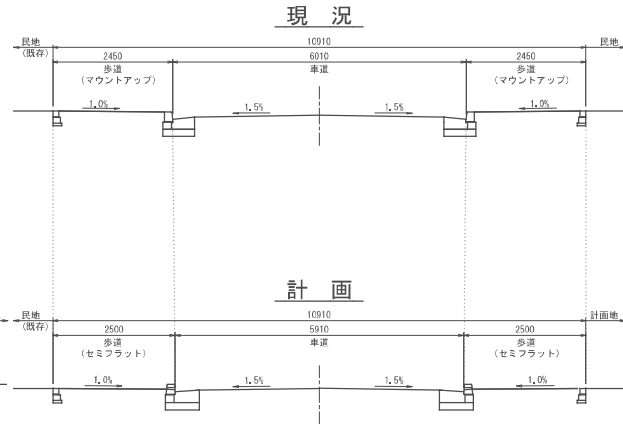 現 況
民地 10910 民地
(既存)
2450 6010 2450
歩道 車道 歩道
(マウントアップ) (マウントアップ)
1.0% 1.5% 1.5% 1.0%
計 画
民地 10910 計画地
(既存)
2500 5910 2500
歩道 車道 歩道
(セミフラット) (セミフラット)
1.0% 1.5% 1.5% 1.0%